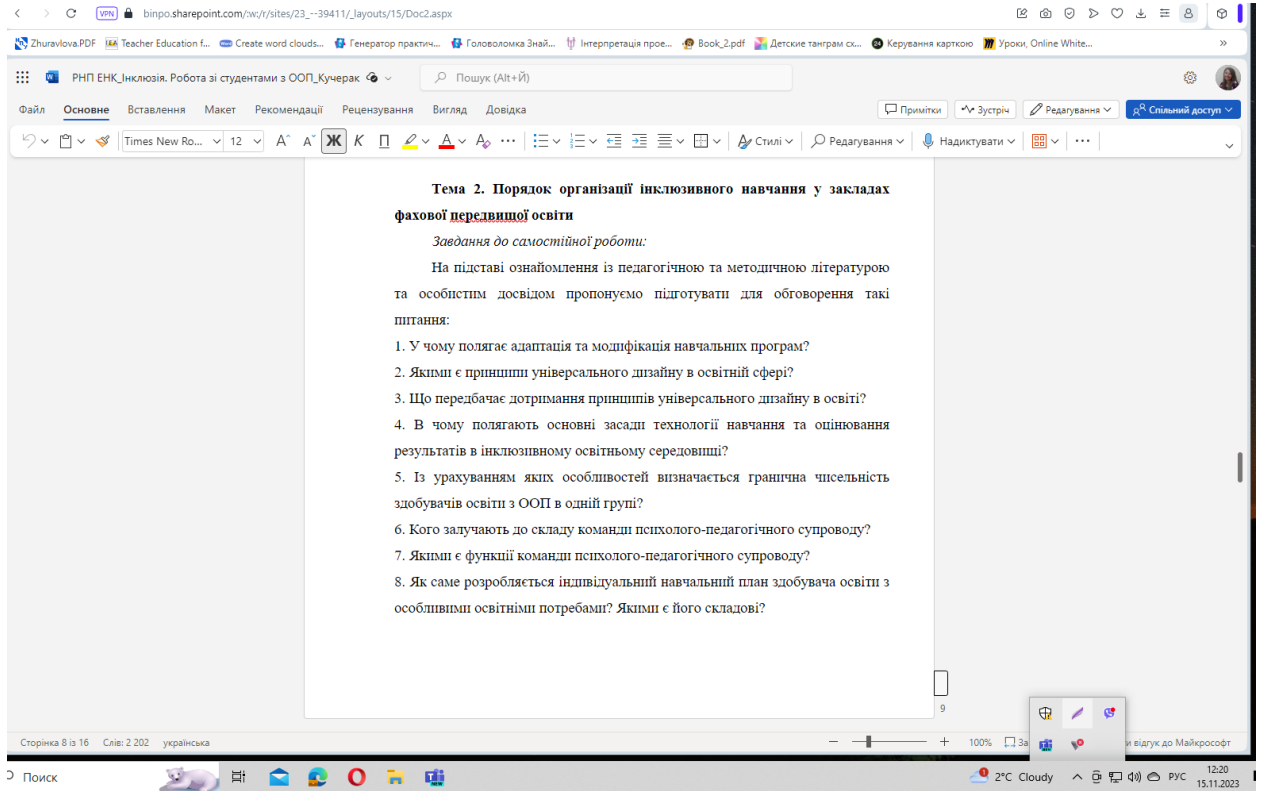 VPN binpo.sharepoint.com/:w:/r/sites/23_--39411/_layouts/15/Doc2.aspx
Zhuravlova.PDF LEA Teacher Education f... Create word clouds... Генератор практич... Головоломка Знай... Інтерпретація прое... Book_2.pdf Детские танграм сх... Керування карткою Уроки, Online White... »
РНП ЕНК_Інклюзія. Робота зі студентами з ООП_Кучерак Пошук (Alt+Й)
Файл Основне Вставлення Макет Рекомендації Рецензування Вигляд Довідка Примітки Зустріч Редагування Спільний доступ
Times New Ro... 12 A A Ж К П A A ... Стилі Редагування Надиктувати ...
Тема 2. Порядок організації інклюзивного навчання у закладах
фахової передвищої освіти
Завдання до самостійної роботи:
На підставі ознайомлення із педагогічною та методичною літературою
та особистим досвідом пропонуємо підготувати для обговорення такі
питання:
1. У чому полягає адаптація та модифікація навчальних програм?
2. Якими є принципи універсального дизайну в освітній сфері?
3. Що передбачає дотримання принципів універсального дизайну в освіті?
4. В чому полягають основні засади технології навчання та оцінювання
результатів в інклюзивному освітньому середовищі?
5. Із урахуванням яких особливостей визначається гранична чисельність
здобувачів освіти з ООП в одній групі?
6. Кого залучають до складу команди психолого-педагогічного супроводу?
7. Якими є функції команди психолого-педагогічного супроводу?
8. Як саме розробляється індивідуальний навчальний план здобувача освіти з
особливими освітніми потребами? Якими є його складові?
9
Сторінка 8 із 16 Слів: 2 202 українська 100% За и відгук до Майкрософт
Поиск 2°C Cloudy РУС 12:20
15.11.2023